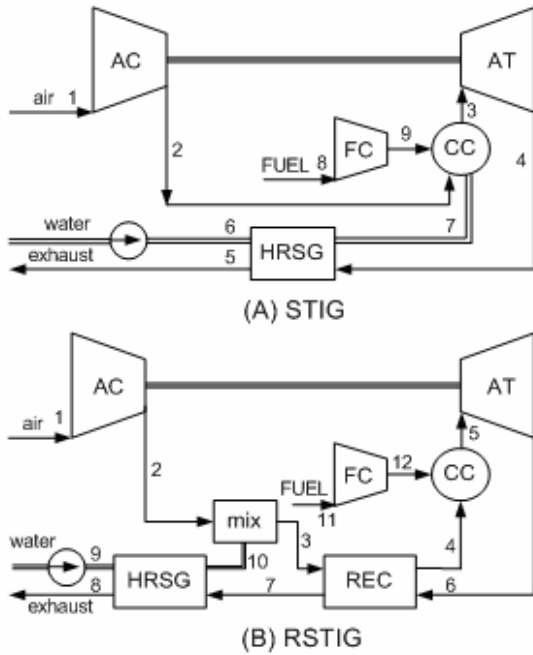 AC
AT
air 1
3
9
2
FUEL 8
FC
CC
4
water
6
7
HRSG
exhaust
5
(A) STIG
AC
AT
air 1
5
12
2
FUEL
FC
CC
11
mix
water
9
10
3
4
HRSG
REC
8
7
6
exhaust
(B) RSTIG